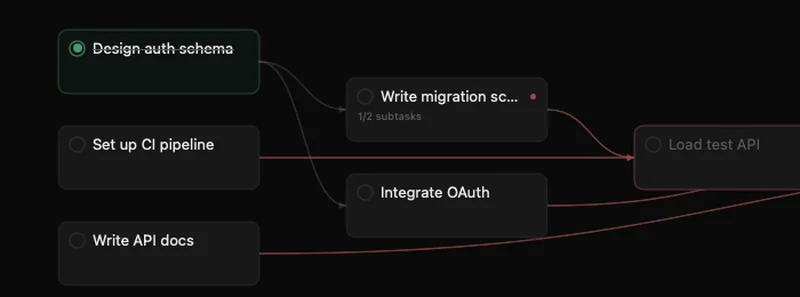 Design auth schema
Write migration sc...
1/2 subtasks
Set up CI pipeline
Load test API
Integrate OAuth
Write API docs